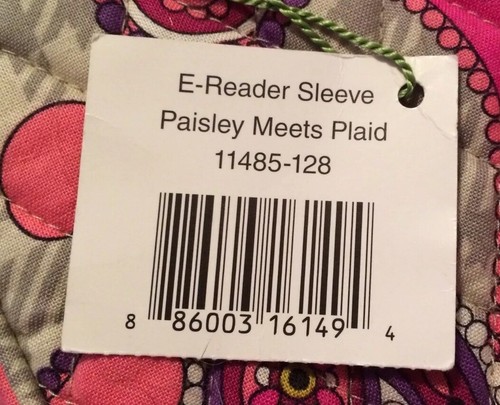 E-Reader Sleeve
Paisley Meets Plaid
11485-128
8 86003 16149 4